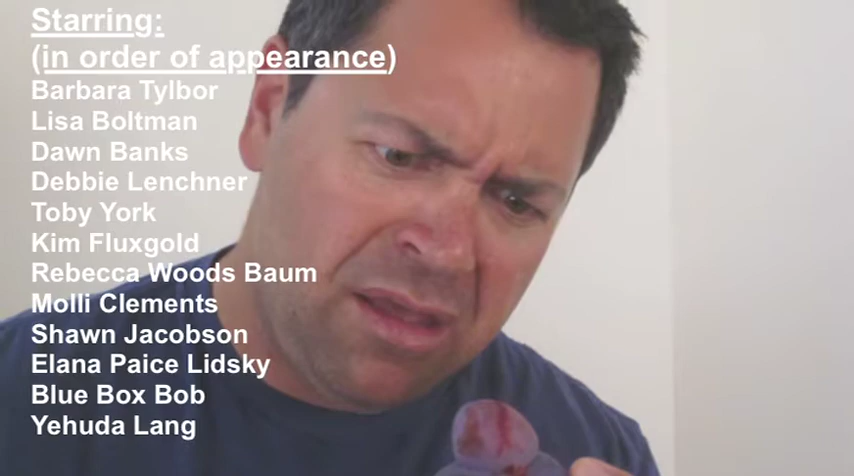 Starring:
(in order of appearance)
Barbara Tylbor
Lisa Boltman
Dawn Banks
Debbie Lenchner
Toby York
Kim Fluxgold
Rebecca Woods Baum
Molli Clements
Shawn Jacobson
Elana Paice Lidsky
Blue Box Bob
Yehuda Lang